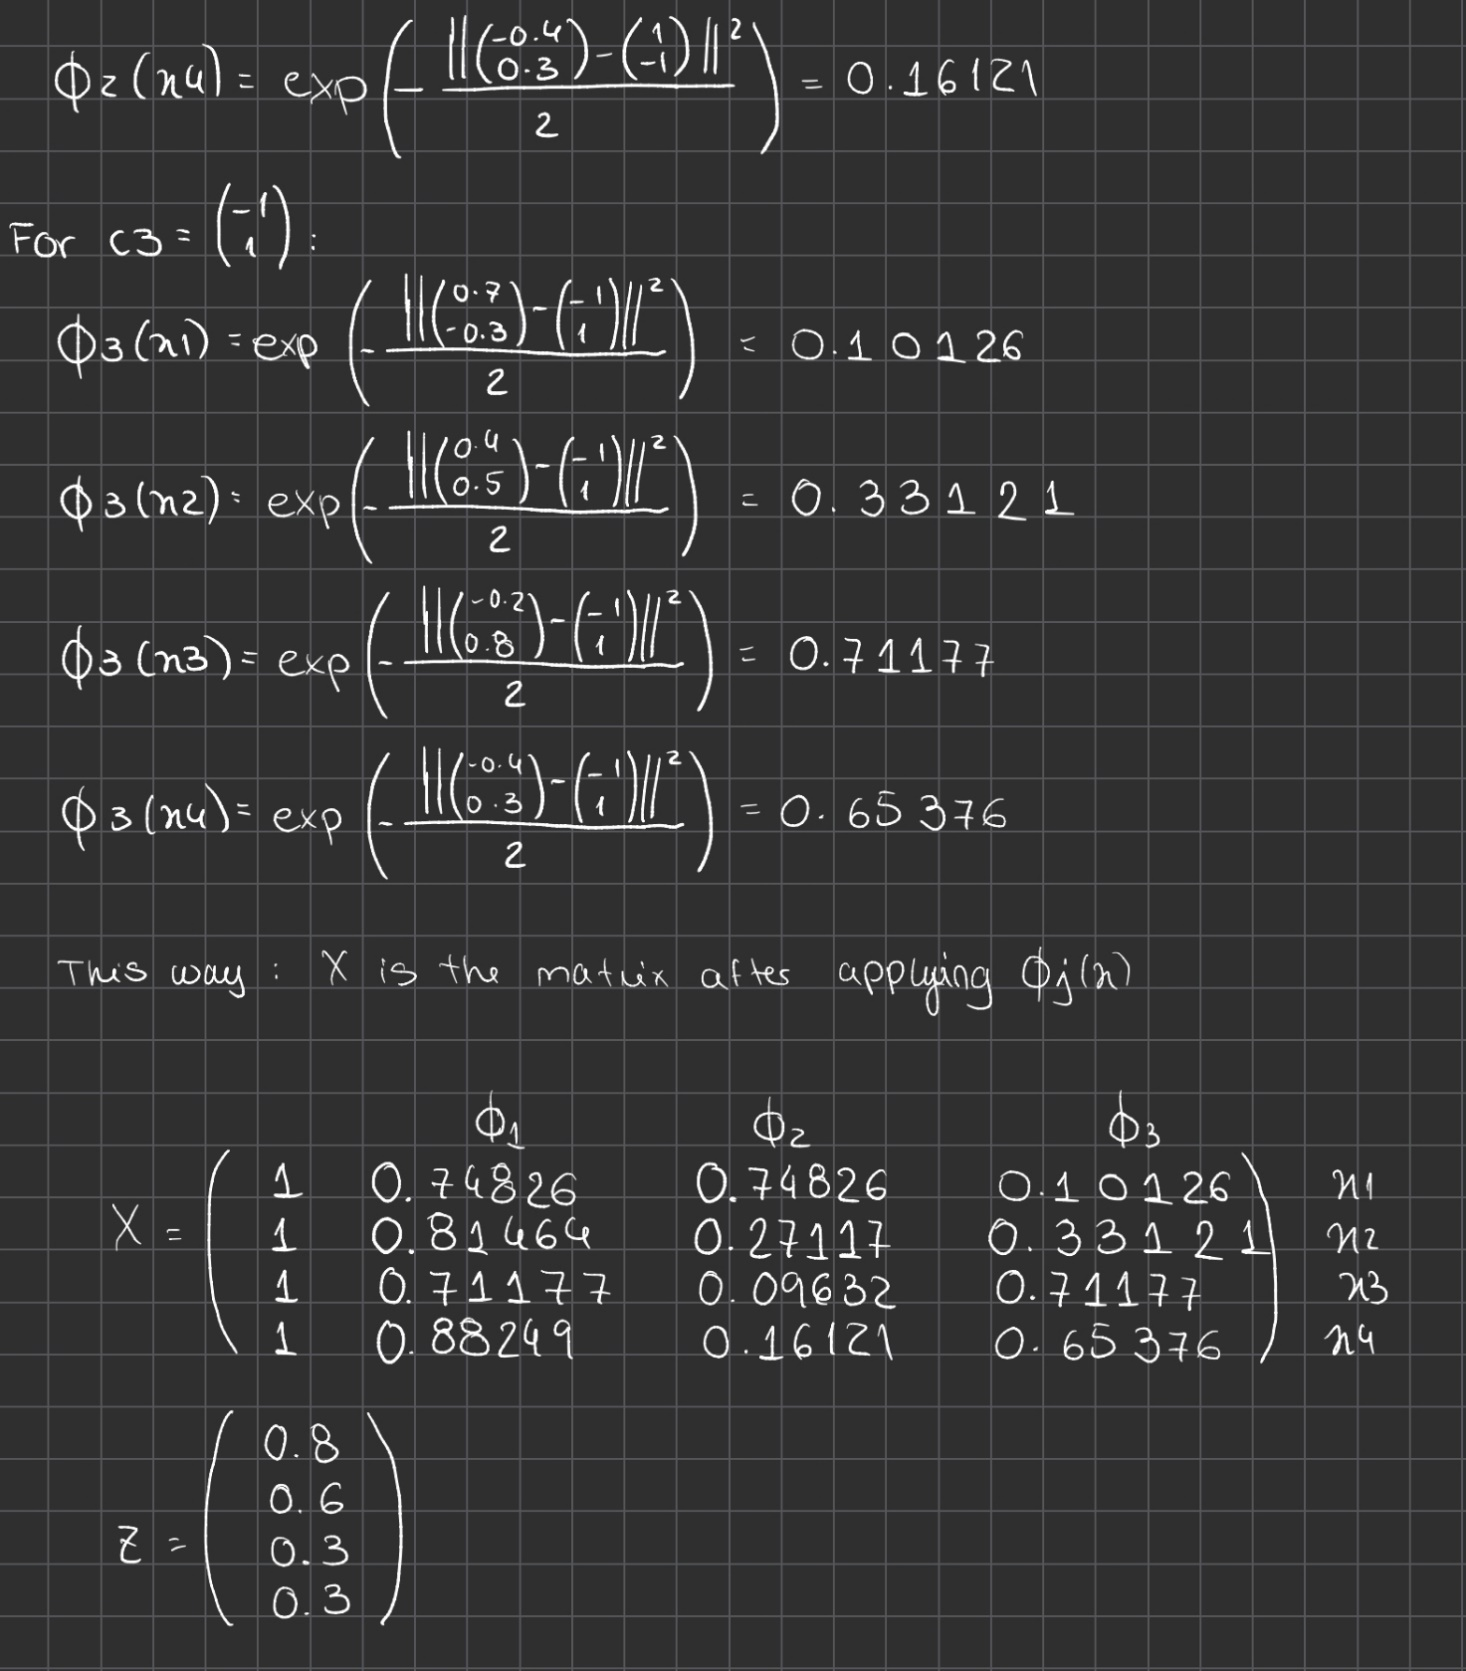 ϕ2(x4) = exp(- ||(-0.4 0.3) - (1 -1)||² / 2) = 0.16121
For c3 = (-1 1) :
ϕ3(x1) = exp(- ||(0.7 -0.3) - (-1 1)||² / 2) = 0.10126
ϕ3(x2) = exp(- ||(0.4 0.5) - (-1 1)||² / 2) = 0.33121
ϕ3(x3) = exp(- ||(-0.2 0.8) - (-1 1)||² / 2) = 0.71177
ϕ3(x4) = exp(- ||(-0.4 0.3) - (-1 1)||² / 2) = 0.65376
This way : X is the matrix after applying ϕj(x)
ϕ1 ϕ2 ϕ3
X = ( 1 0.74826 0.74826 0.10126 ) x1
1 0.81464 0.27117 0.33121 x2
1 0.71177 0.09632 0.71177 x3
1 0.88249 0.16121 0.65376 x4
z = ( 0.8
0.6
0.3
0.3 )